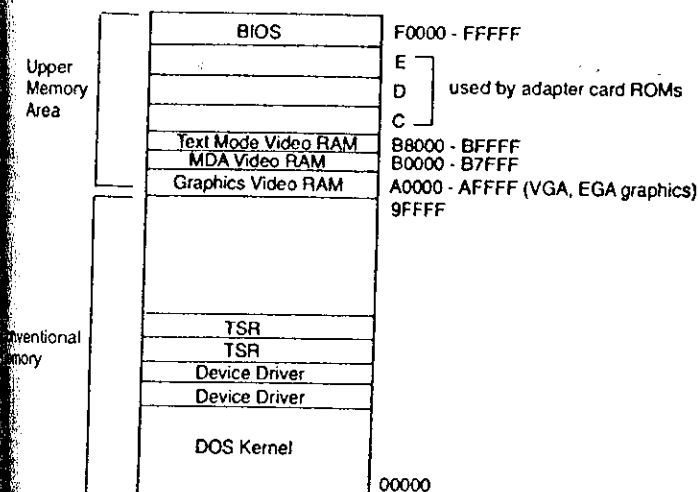 BIOS F0000 - FFFFF
E
Upper
Memory
Area
D used by adapter card ROMs
C
Text Mode Video RAM B8000 - BFFFF
MDA Video RAM B0000 - B7FFF
Graphics Video RAM A0000 - AFFFF (VGA, EGA graphics)
9FFFF
TSR
nventional
TSR
mory
Device Driver
Device Driver
DOS Kernel
00000